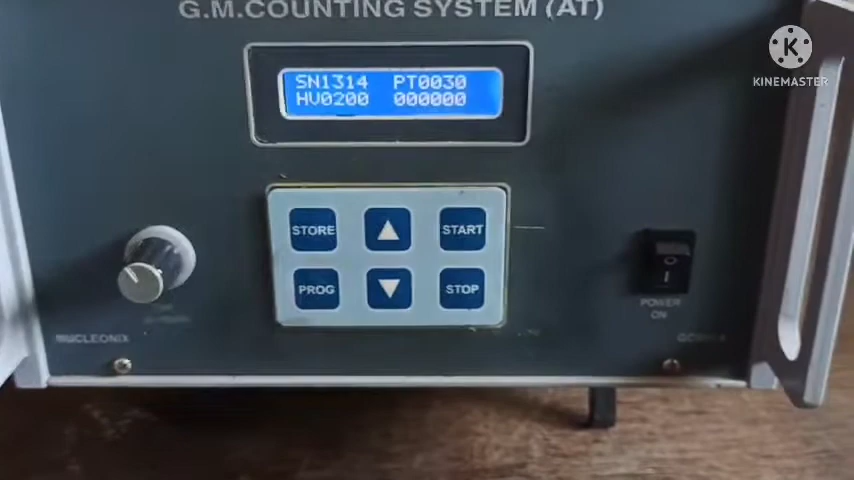 G.M.COUNTING SYSTEM (AT)
SN1314 PT0030
HV0200 000000
K
KINEMASTER
STORE
START
PROG
STOP
POWER
ON
NUCLEONIX